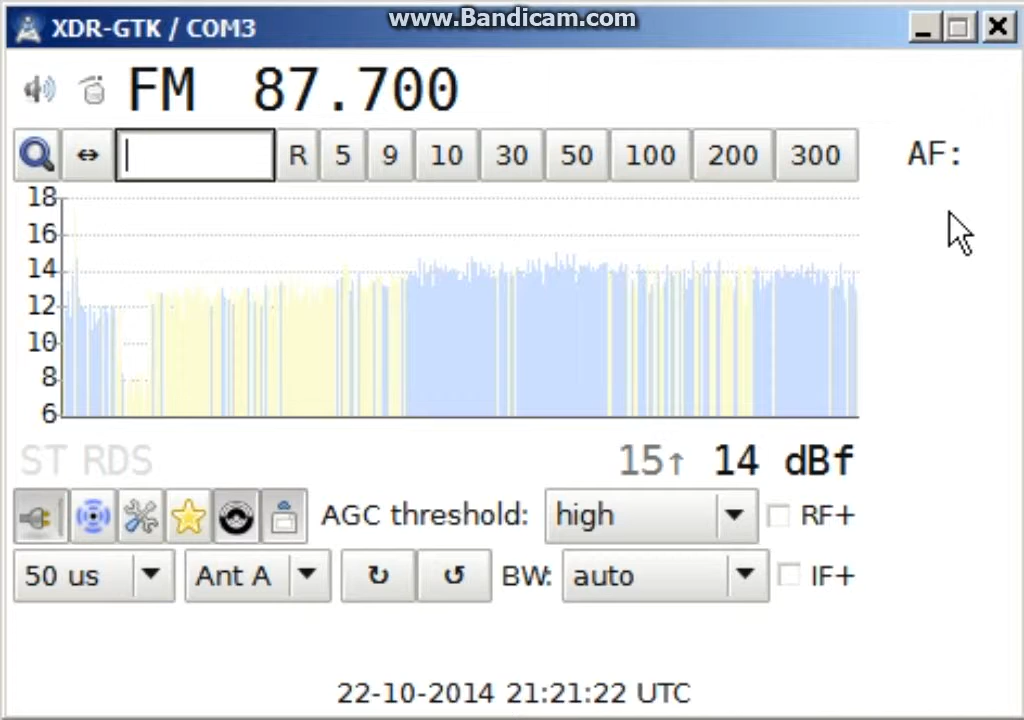 www.Bandicam.com
XDR-GTK / COM3
FM 87.700
R 5 9 10 30 50 100 200 300 AF:
18
16
14
12
10
8
6
ST RDS 15↑ 14 dBf
AGC threshold: high RF+
50 us Ant A ↻ ↺ BW: auto IF+
22-10-2014 21:21:22 UTC